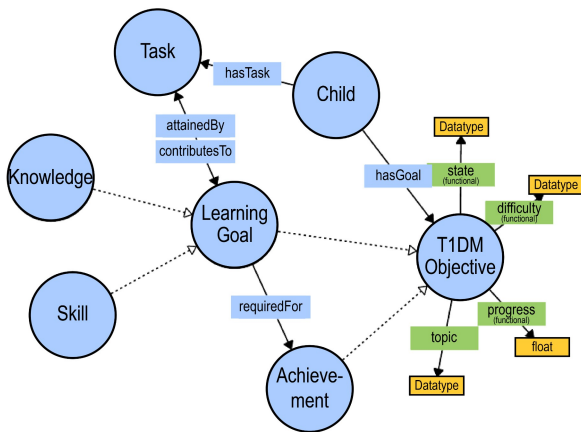 Task
hasTask
Child
Datatype
attainedBy
contributesTo
Knowledge
hasGoal
state
(functional)
Datatype
difficulty
(functional)
Learning
Goal
T1DM
Objective
Skill
requiredFor
progress
(functional)
topic
float
Achieve-
ment
Datatype